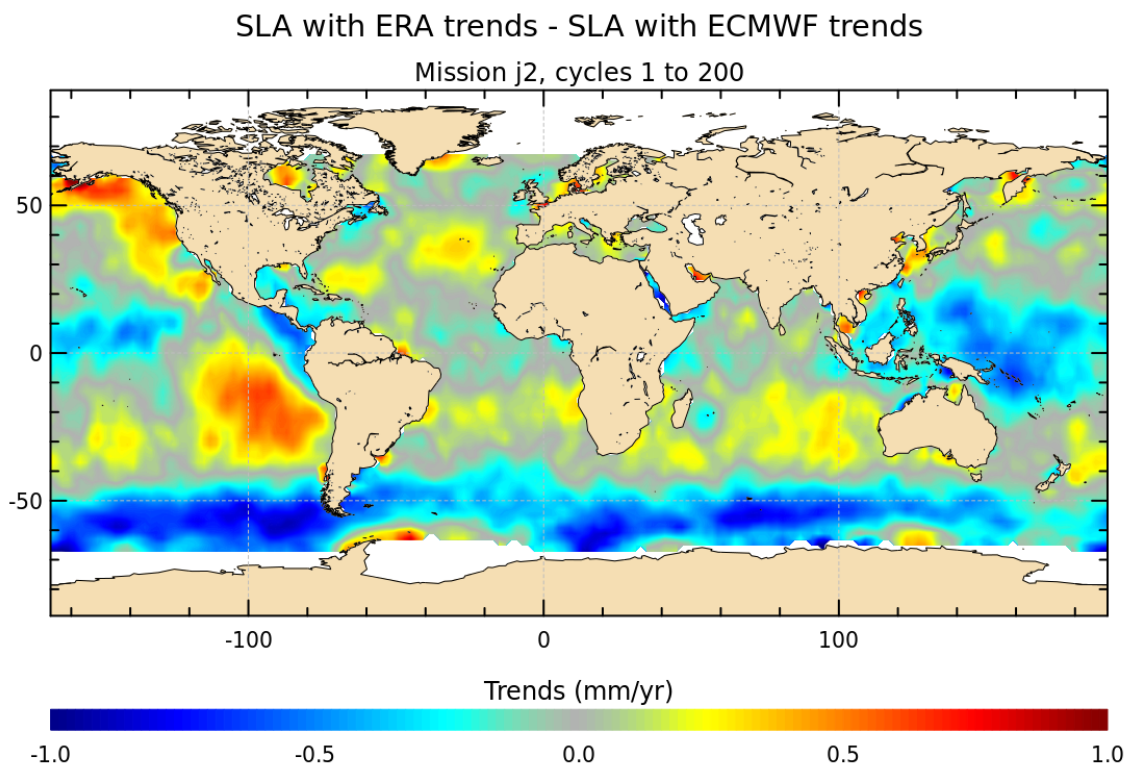 SLA with ERA trends - SLA with ECMWF trends
Mission j2, cycles 1 to 200
50
0
-50
-100 0 100
Trends (mm/yr)
-1.0 -0.5 0.0 0.5 1.0